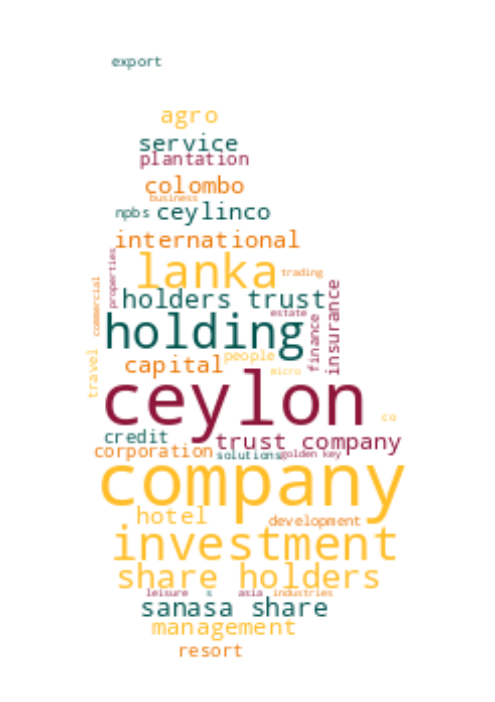 export
agro
service
plantation
colombo
business
npbs ceylinco
international
properties
lanka
trading
commercial
holders trust
estate
holding
finance
insurance
travel
people
capital
micro
ceylon
co
credit
trust company
corporation
solutions
golden key
company
hotel
development
investment
share holders
leisure
s
asia
industries
sanasa share
management
resort